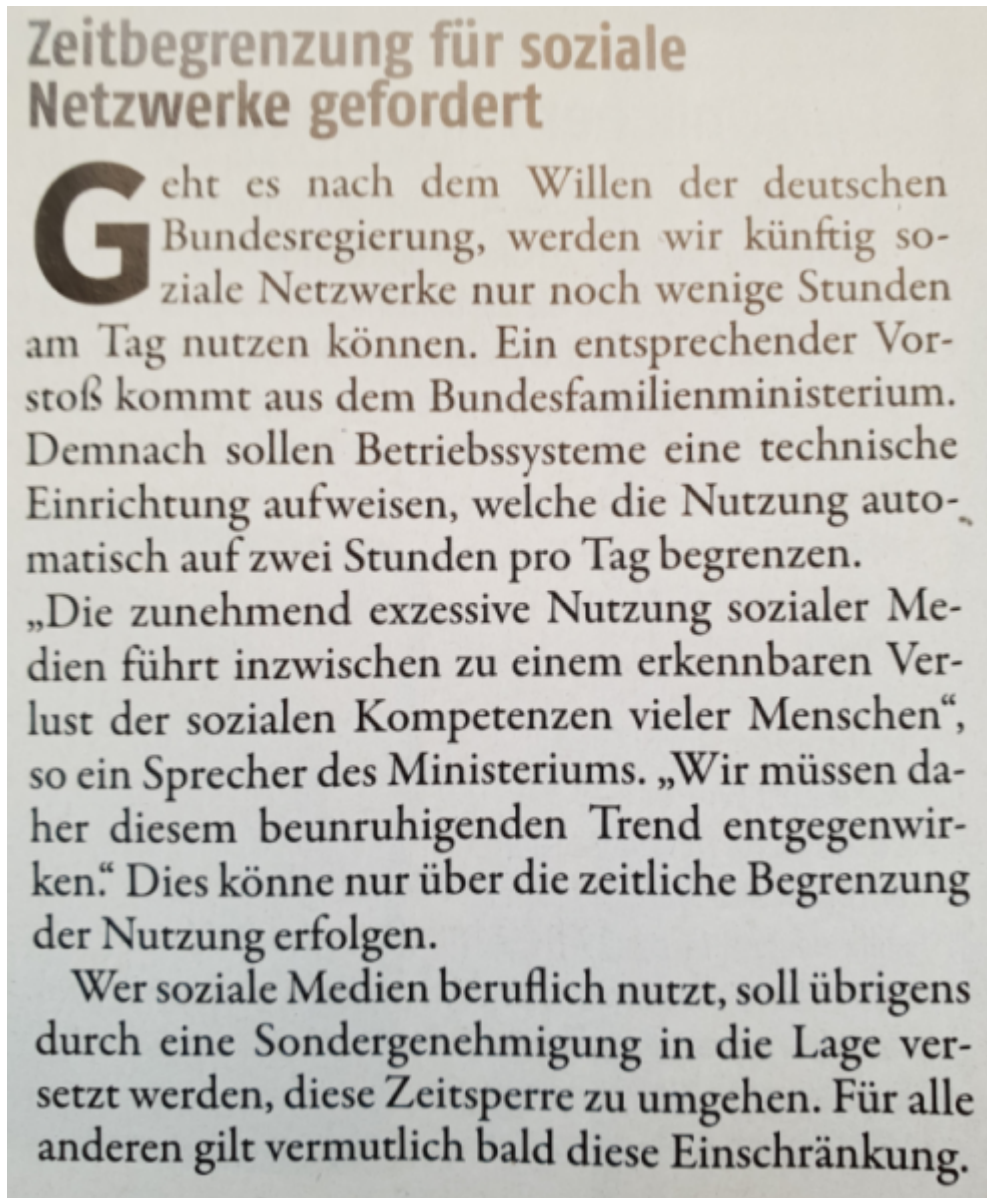 Zeitbegrenzung für soziale
Netzwerke gefordert
Geht es nach dem Willen der deutschen
Bundesregierung, werden wir künftig so-
ziale Netzwerke nur noch wenige Stunden
am Tag nutzen können. Ein entsprechender Vor-
stoß kommt aus dem Bundesfamilienministerium.
Demnach sollen Betriebssysteme eine technische
Einrichtung aufweisen, welche die Nutzung auto-
matisch auf zwei Stunden pro Tag begrenzen.
„Die zunehmend exzessive Nutzung sozialer Me-
dien führt inzwischen zu einem erkennbaren Ver-
lust der sozialen Kompetenzen vieler Menschen“,
so ein Sprecher des Ministeriums. „Wir müssen da-
her diesem beunruhigenden Trend entgegenwir-
ken.“ Dies könne nur über die zeitliche Begrenzung
der Nutzung erfolgen.
Wer soziale Medien beruflich nutzt, soll übrigens
durch eine Sondergenehmigung in die Lage ver-
setzt werden, diese Zeitsperre zu umgehen. Für alle
anderen gilt vermutlich bald diese Einschränkung.